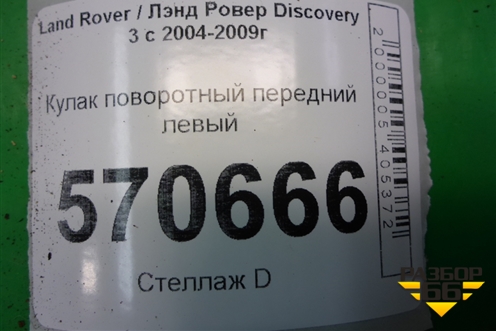 Land Rover / Лэнд Ровер Discovery
3 с 2004-2009г
Кулак поворотный передний
левый
570666
Стеллаж D
2000005405372
РАЗБОР
66